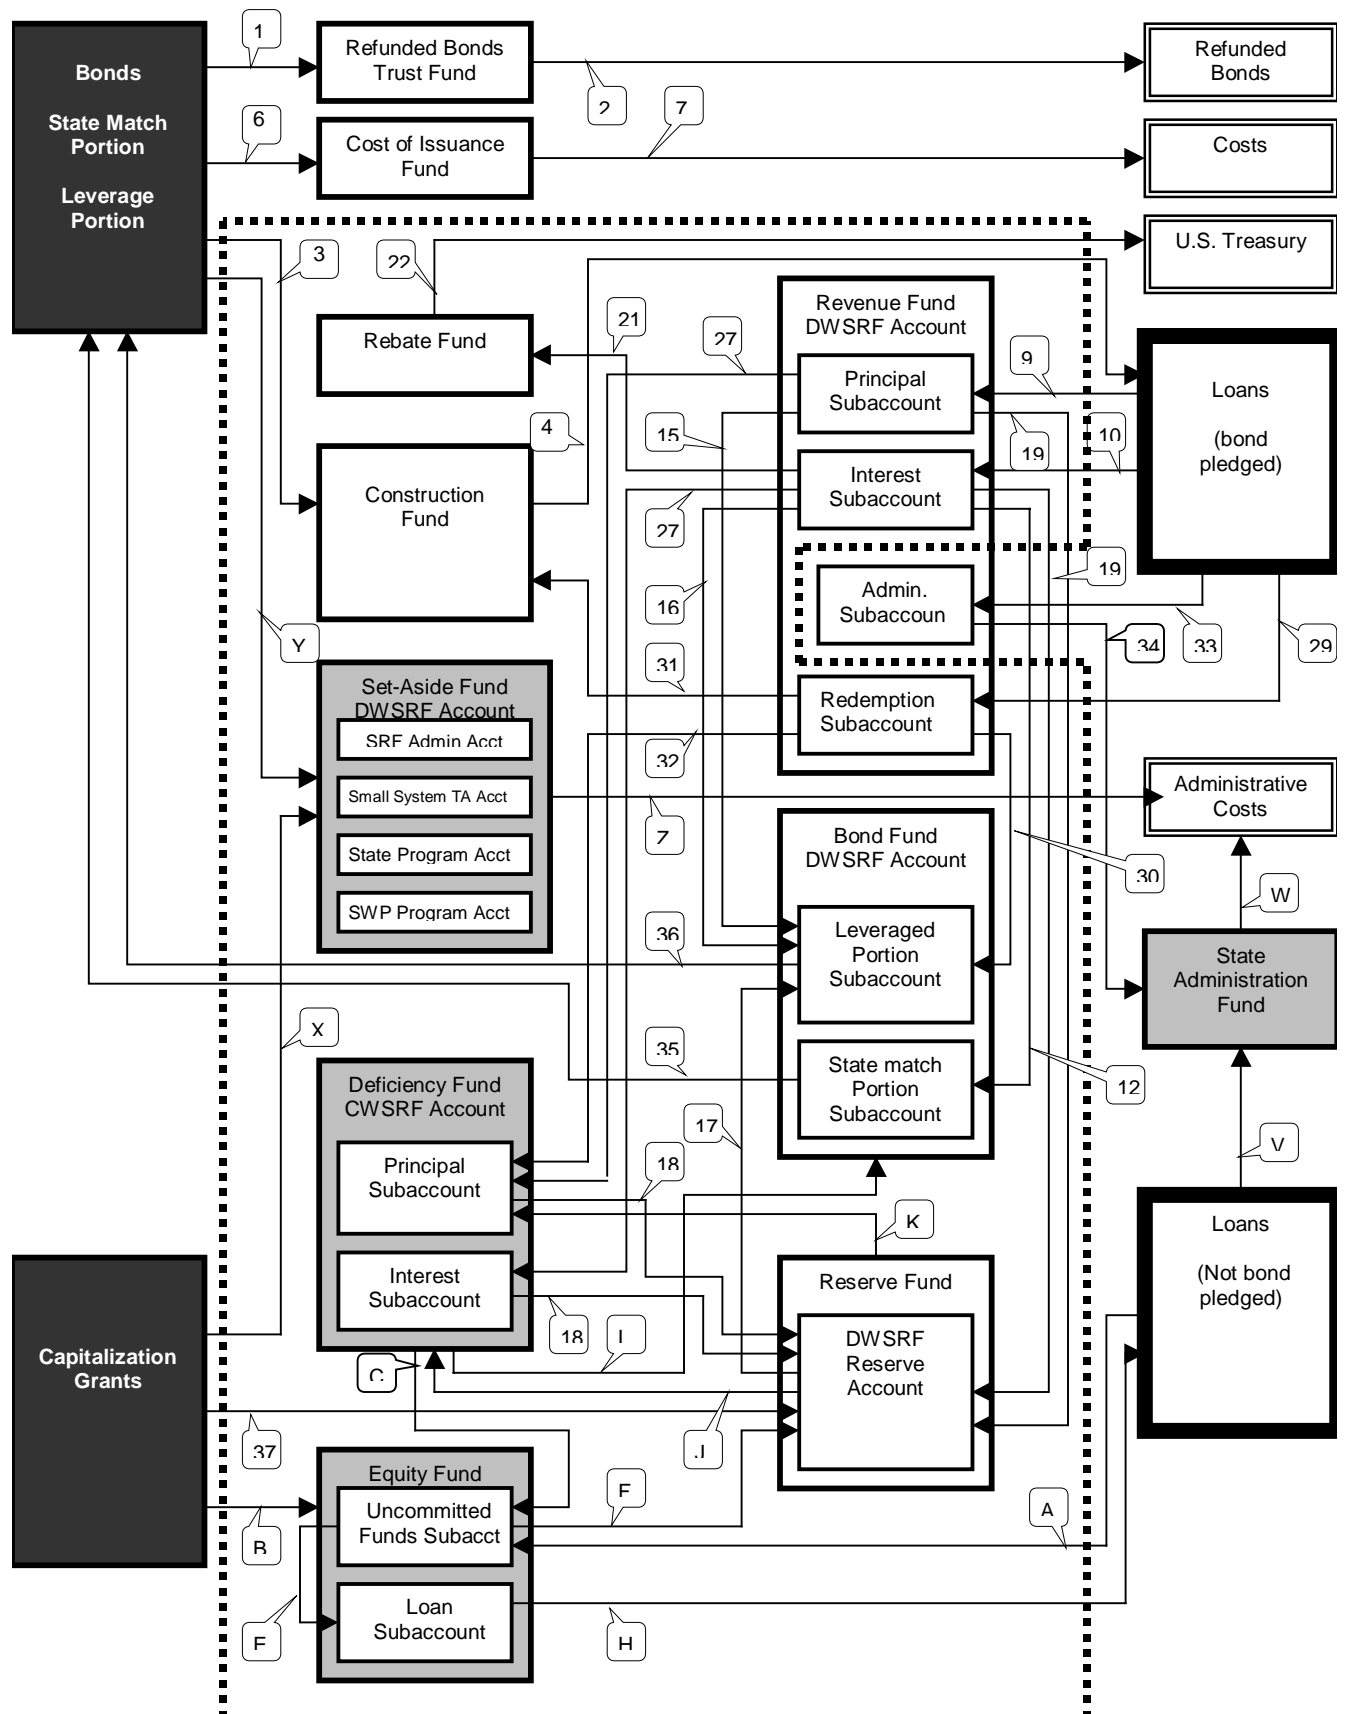 1
Refunded Bonds
Trust Fund
Refunded
Bonds
Bonds
State Match
Portion
Leverage
Portion
2
7
6
Cost of Issuance
Fund
Costs
3
22
U.S. Treasury
Rebate Fund
21
27
Revenue Fund
DWSRF Account
Principal
Subaccount
9
Loans
(bond
pledged)
4
15
19
10
Construction
Fund
Interest
Subaccount
27
16
19
Admin.
Subaccoun
Y
31
34
33
29
Set-Aside Fund
DWSRF Account
SRF Admin Acct
Small System TA Acct
State Program Acct
SWP Program Acct
Redemption
Subaccount
32
Administrative
Costs
Bond Fund
DWSRF Account
30
W
Leveraged
Portion
Subaccount
36
State
Administration
Fund
X
35
State match
Portion
Subaccount
12
Deficiency Fund
CWSRF Account
Principal
Subaccount
17
18
V
K
Interest
Subaccount
Reserve Fund
Loans
(Not bond
pledged)
18
DWSRF
Reserve
Account
C
Capitalization
Grants
37
J
Equity Fund
Uncommitted
Funds Subacct
A
B
Loan
Subaccount
H